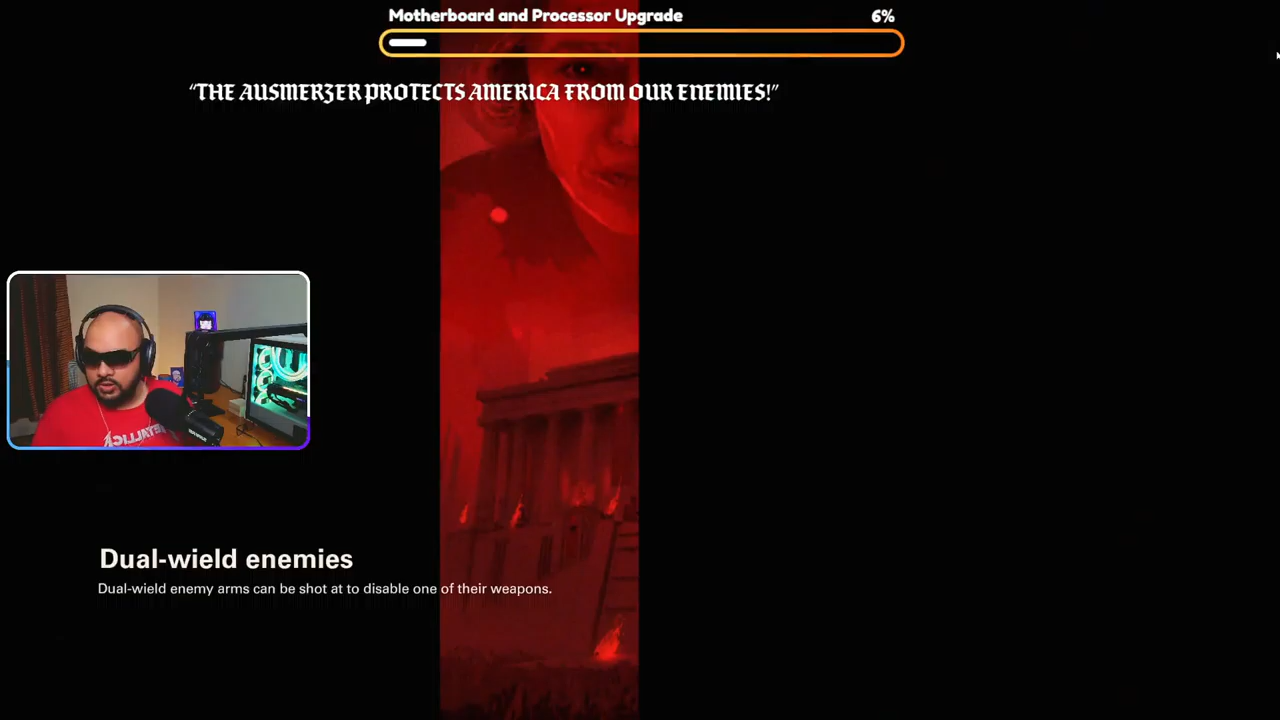 Motherboard and Processor Upgrade 6%
“THE AUSMERZER PROTECTS AMERICA FROM OUR ENEMIES!”
METALLIC
Dual-wield enemies
Dual-wield enemy arms can be shot at to disable one of their weapons.